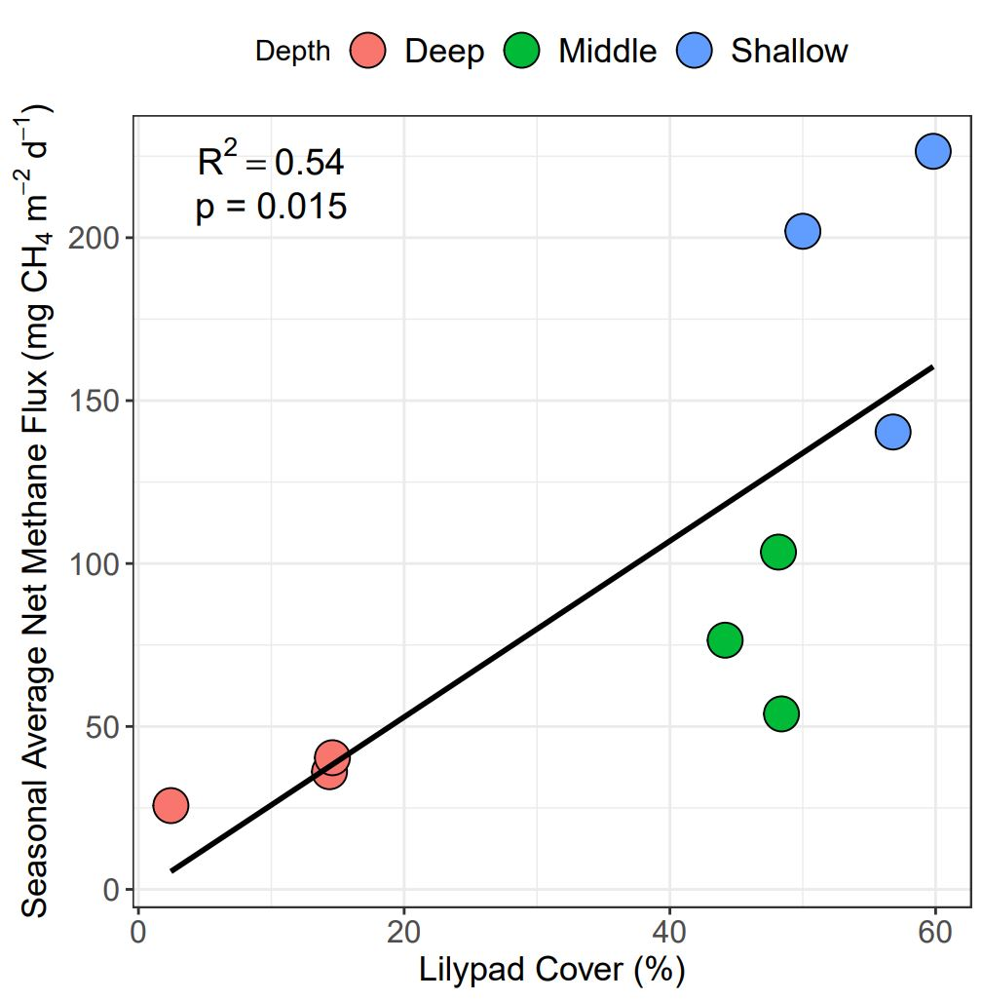 Depth Deep Middle Shallow
R² = 0.54
p = 0.015
Seasonal Average Net Methane Flux (mg CH₄ m⁻² d⁻¹)
200
150
100
50
0
0 20 40 60
Lilypad Cover (%)